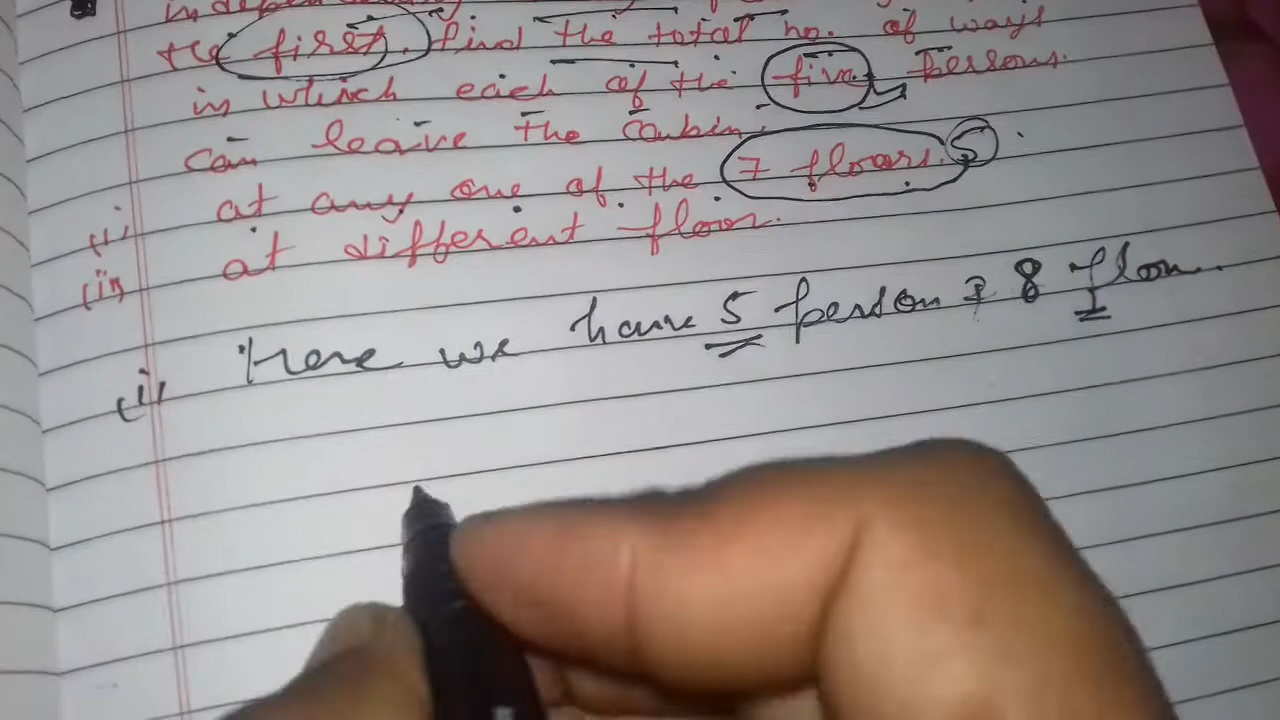 the first. find the total no. of ways
in which each of the five persons.
can leave the cabin
(i) at any one of the 7 floors. 5
(ii) at different floor.
(i) Here we have 5 person & 8 floor.